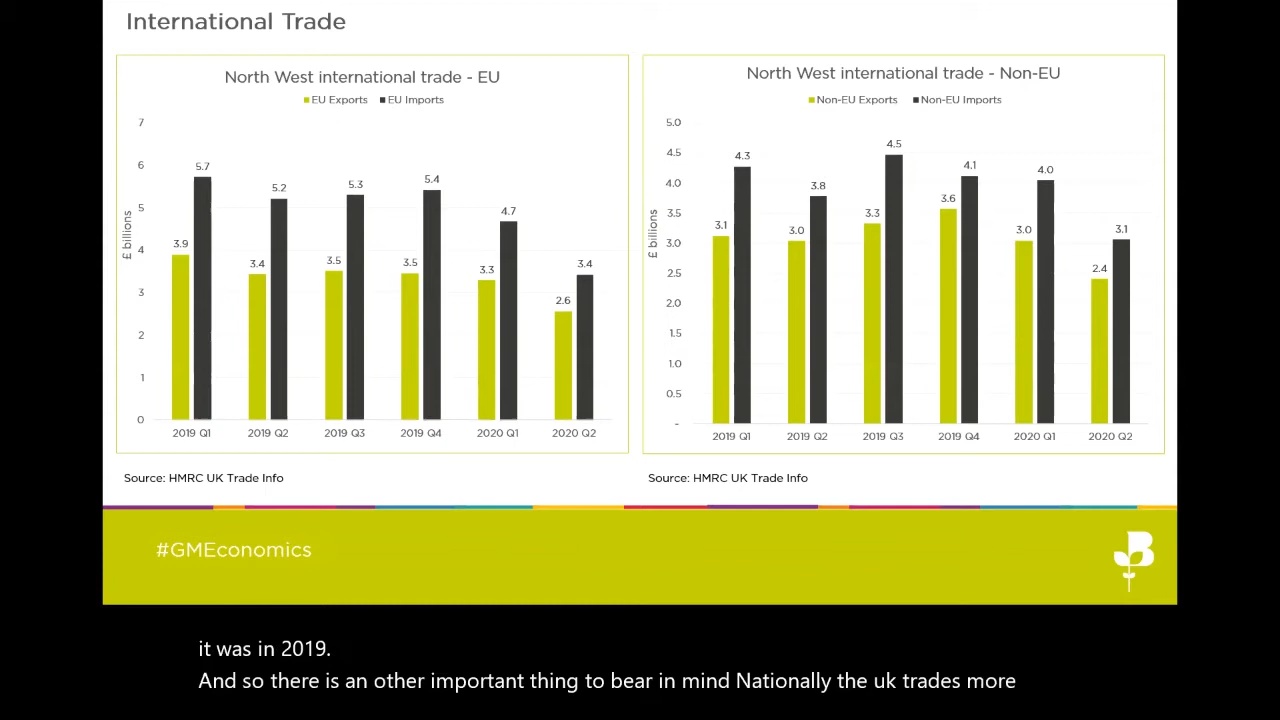 International Trade
North West international trade - EU
EU Exports EU Imports
7
6
5
4
3
2
1
0
£ billions
3.9 5.7
3.4 5.2
3.5 5.3
3.5 5.4
3.3 4.7
2.6 3.4
2019 Q1 2019 Q2 2019 Q3 2019 Q4 2020 Q1 2020 Q2
Source: HMRC UK Trade Info
North West international trade - Non-EU
Non-EU Exports Non-EU Imports
5.0
4.5
4.0
3.5
3.0
2.5
2.0
1.5
1.0
0.5
-
£ billions
3.1 4.3
3.0 3.8
3.3 4.5
3.6 4.1
3.0 4.0
2.4 3.1
2019 Q1 2019 Q2 2019 Q3 2019 Q4 2020 Q1 2020 Q2
Source: HMRC UK Trade Info
#GMEconomics
B
it was in 2019.
And so there is an other important thing to bear in mind Nationally the uk trades more